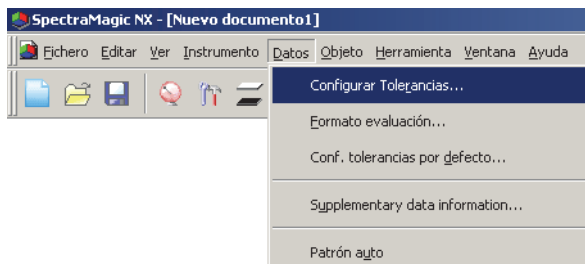 SpectraMagic NX - [Nuevo documento1]
Fichero Editar Ver Instrumento Datos Objeto Herramienta Ventana Ayuda
Configurar Tolerancias...
Formato evaluación...
Conf. tolerancias por defecto...
Supplementary data information...
Patrón auto